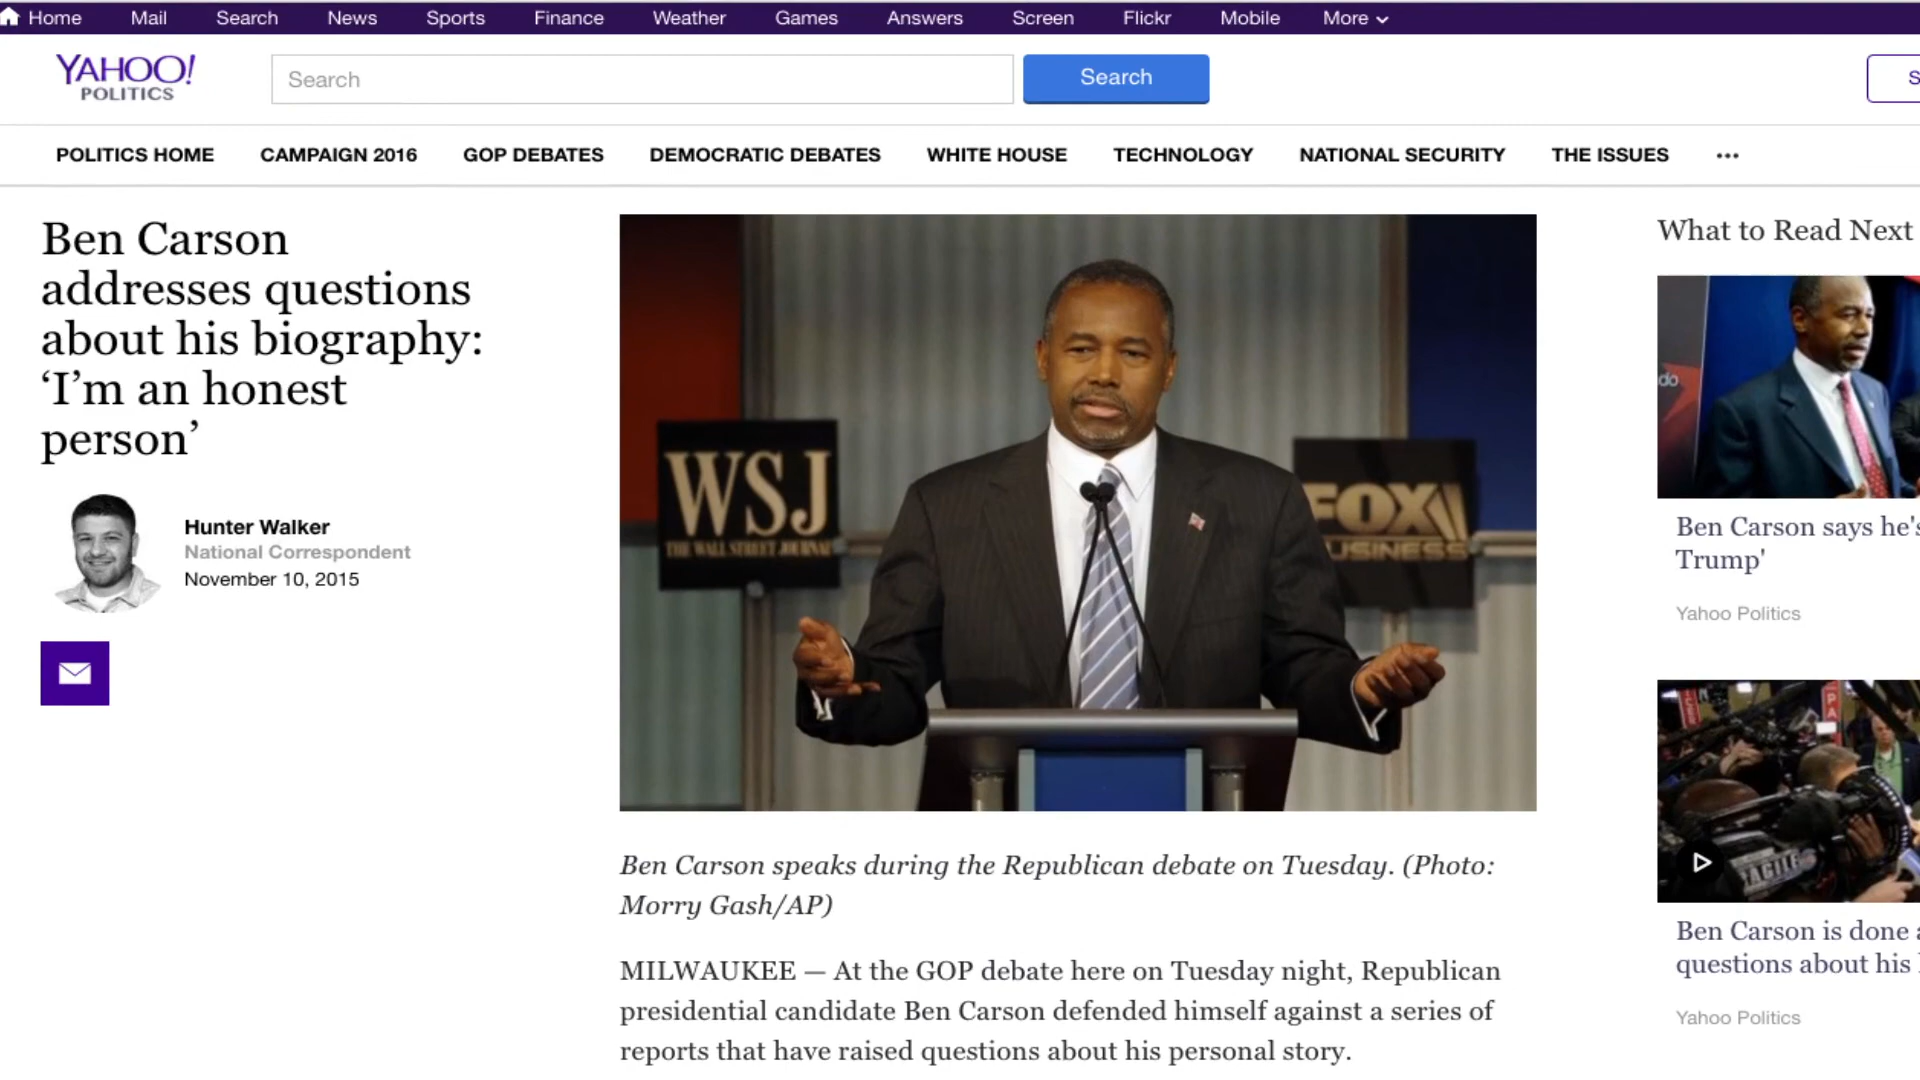 Home Mail Search News Sports Finance Weather Games Answers Screen Flickr Mobile More
YAHOO!
POLITICS
Search
Search
S
POLITICS HOME CAMPAIGN 2016 GOP DEBATES DEMOCRATIC DEBATES WHITE HOUSE TECHNOLOGY NATIONAL SECURITY THE ISSUES •••
Ben Carson
addresses questions
about his biography:
‘I’m an honest
person’
Hunter Walker
National Correspondent
November 10, 2015
WSJ
THE WALL STREET JOURNAL
FOX
BUSINESS
Ben Carson speaks during the Republican debate on Tuesday. (Photo:
Morry Gash/AP)
MILWAUKEE — At the GOP debate here on Tuesday night, Republican
presidential candidate Ben Carson defended himself against a series of
reports that have raised questions about his personal story.
What to Read Next
do
Ben Carson says he's
Trump'
Yahoo Politics
Ben Carson is done
questions about his
Yahoo Politics